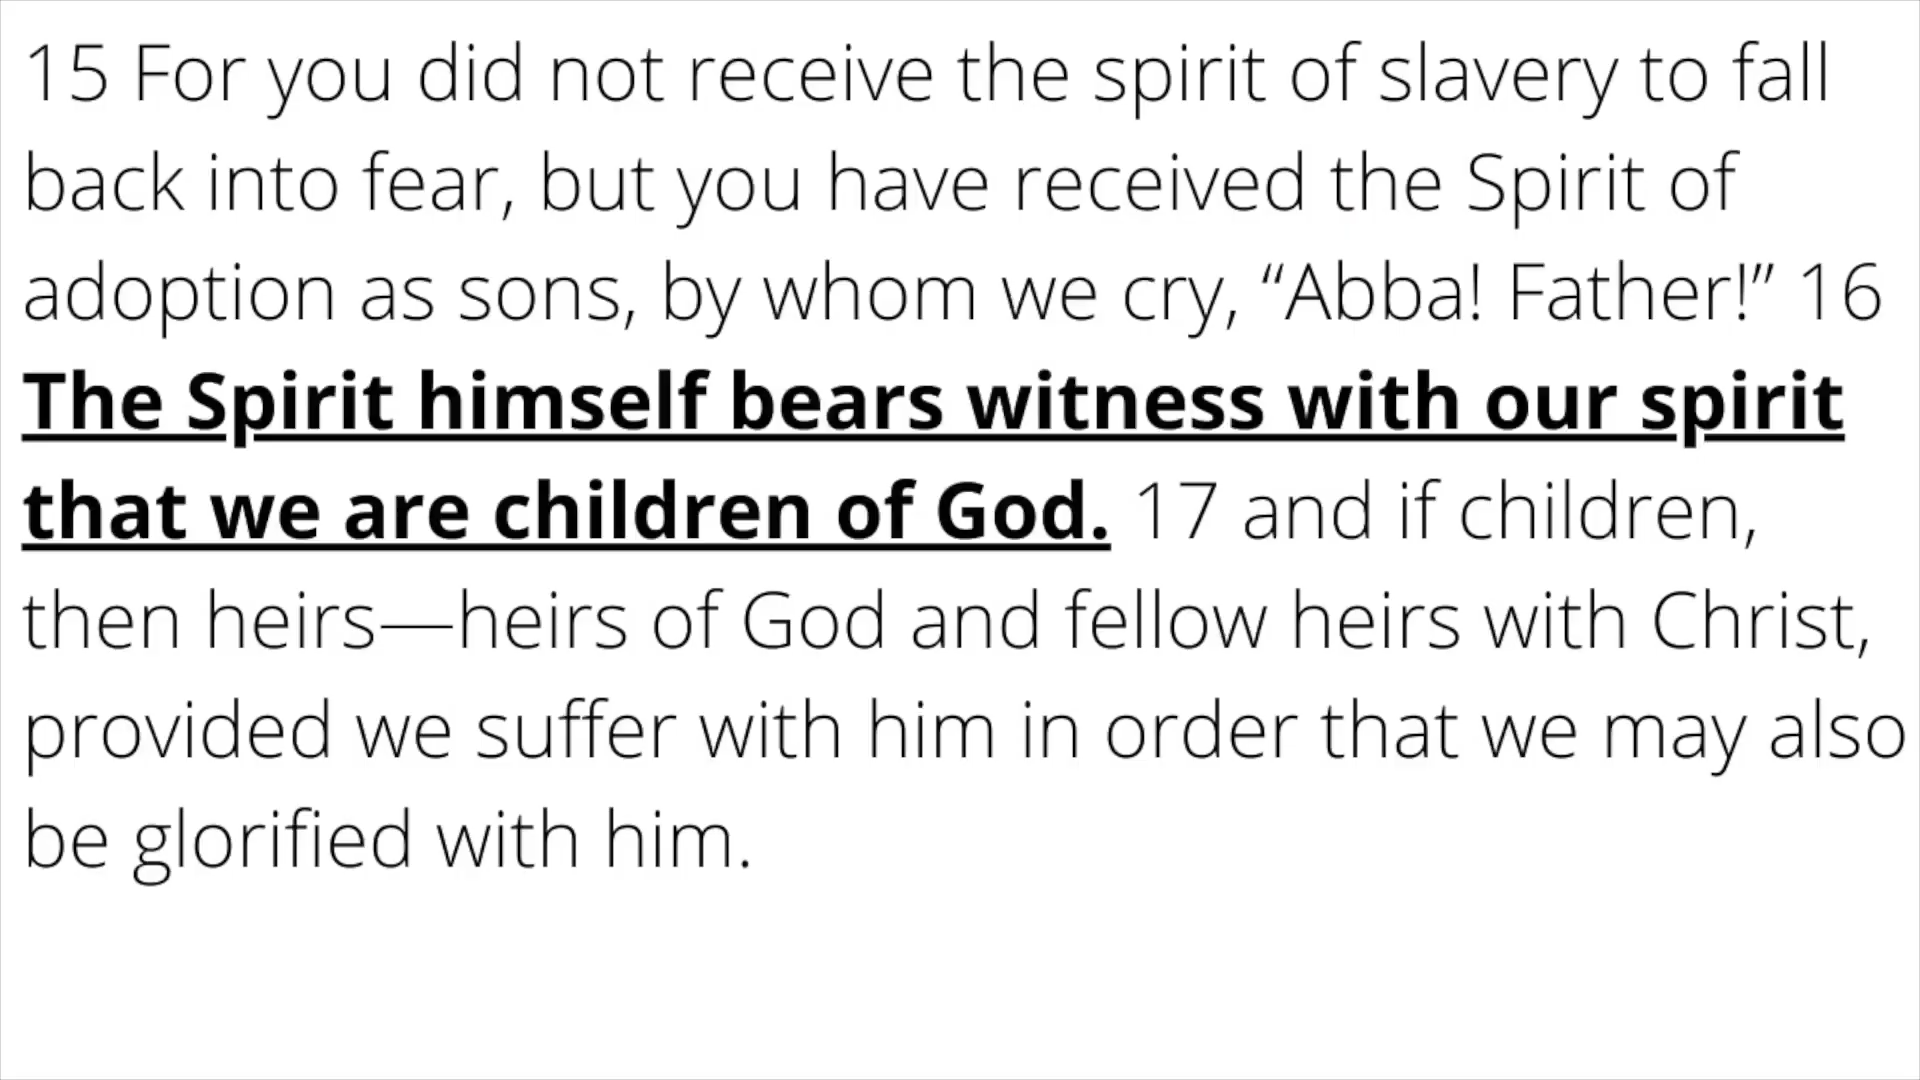 15 For you did not receive the spirit of slavery to fall
back into fear, but you have received the Spirit of
adoption as sons, by whom we cry, “Abba! Father!” 16
The Spirit himself bears witness with our spirit
that we are children of God. 17 and if children,
then heirs—heirs of God and fellow heirs with Christ,
provided we suffer with him in order that we may also
be glorified with him.